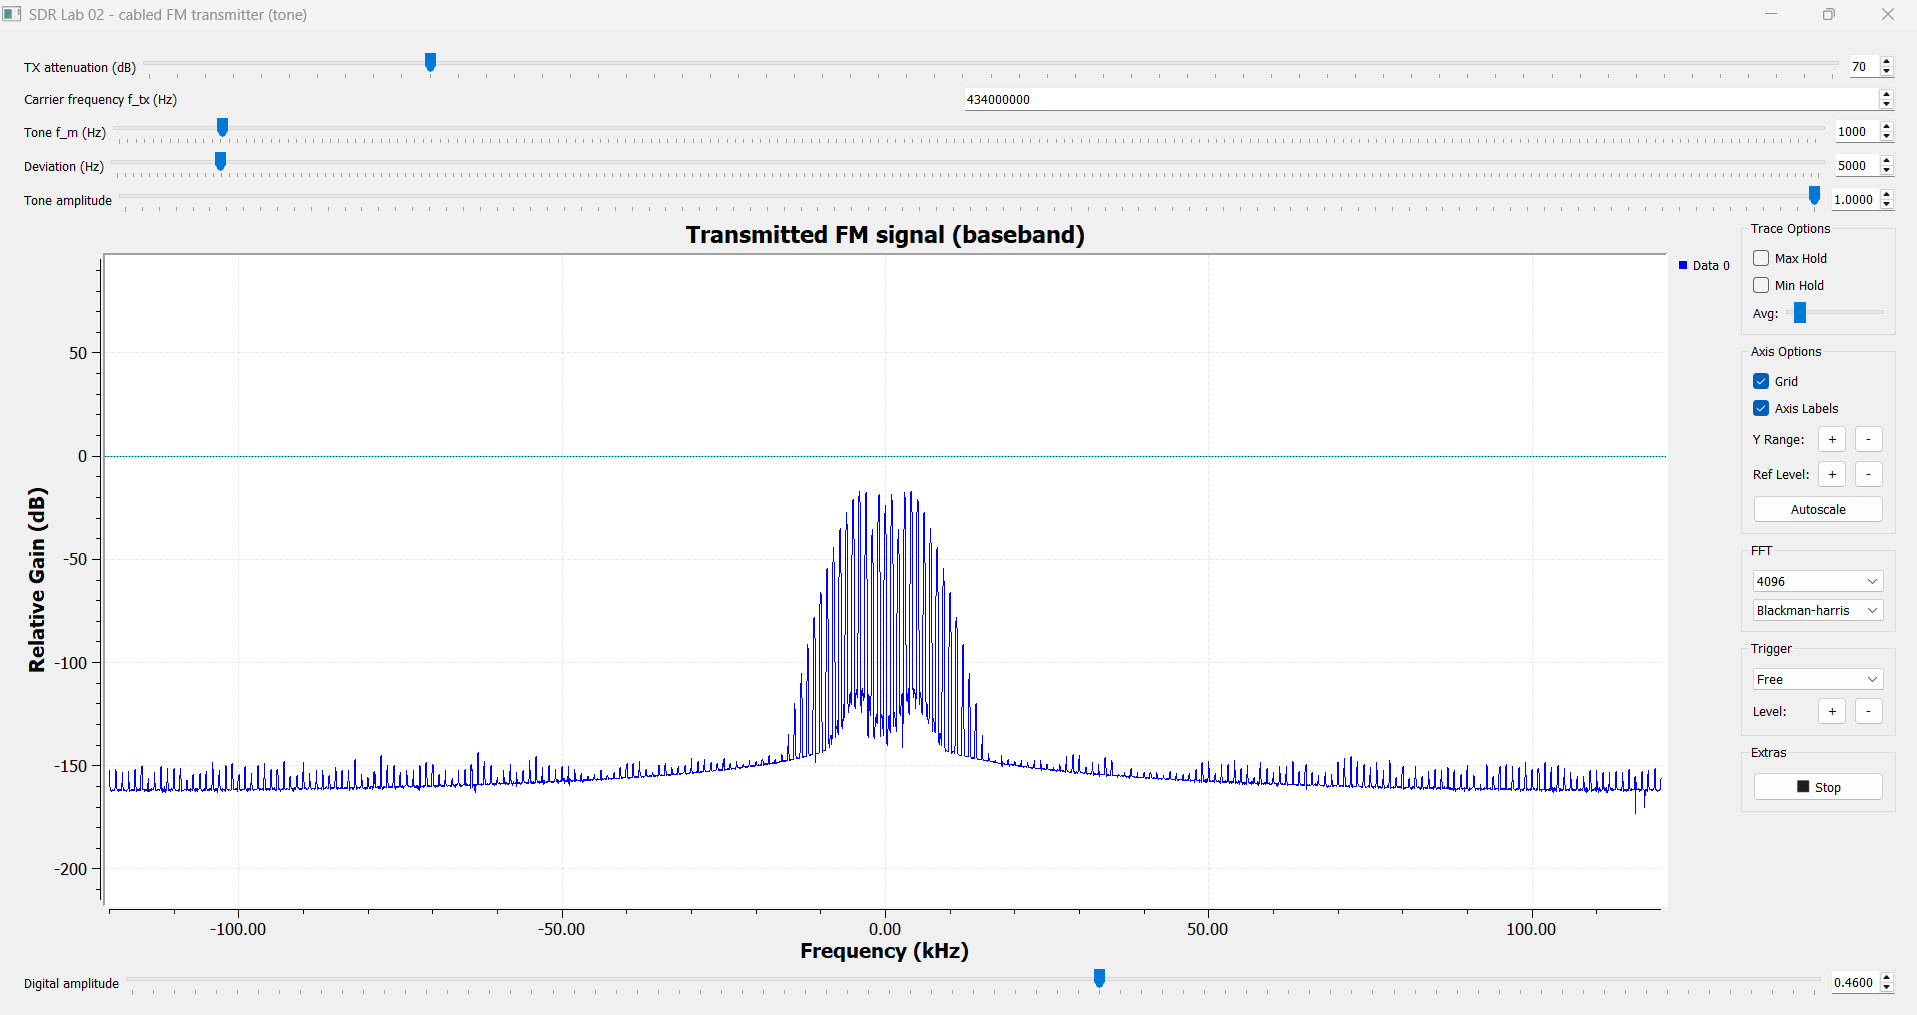 SDR Lab 02 - cabled FM transmitter (tone)
TX attenuation (dB) 70
Carrier frequency f_tx (Hz) 434000000
Tone f_m (Hz) 1000
Deviation (Hz) 5000
Tone amplitude 1.0000
Transmitted FM signal (baseband)
Data 0
Trace Options
Max Hold
Min Hold
Avg:
Axis Options
Grid
Axis Labels
Y Range: + -
Ref Level: + -
Autoscale
FFT
4096
Blackman-harris
Trigger
Free
Level: + -
Extras
Stop
Relative Gain (dB)
50
0
-50
-100
-150
-200
-100.00 -50.00 0.00 50.00 100.00
Frequency (kHz)
Digital amplitude 0.4600